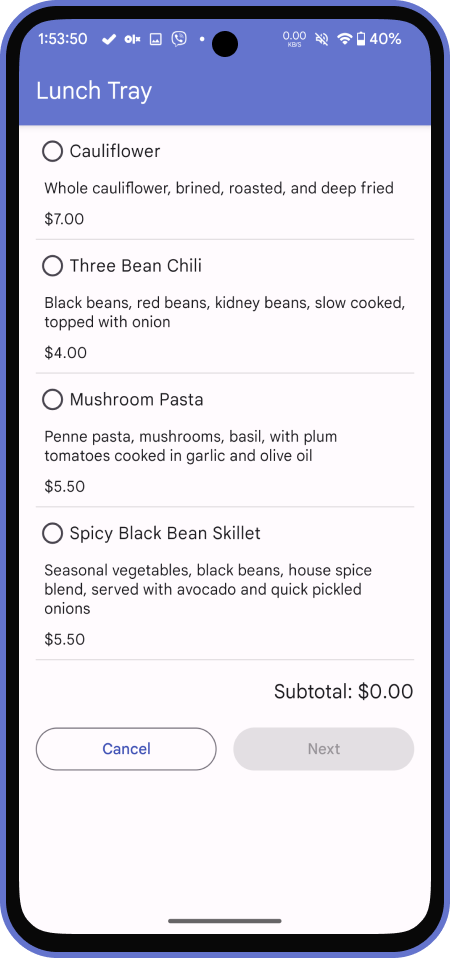 1:53:50 olx 0.00 KB/S 40%
Lunch Tray
Cauliflower
Whole cauliflower, brined, roasted, and deep fried
$7.00
Three Bean Chili
Black beans, red beans, kidney beans, slow cooked,
topped with onion
$4.00
Mushroom Pasta
Penne pasta, mushrooms, basil, with plum
tomatoes cooked in garlic and olive oil
$5.50
Spicy Black Bean Skillet
Seasonal vegetables, black beans, house spice
blend, served with avocado and quick pickled
onions
$5.50
Subtotal: $0.00
Cancel Next